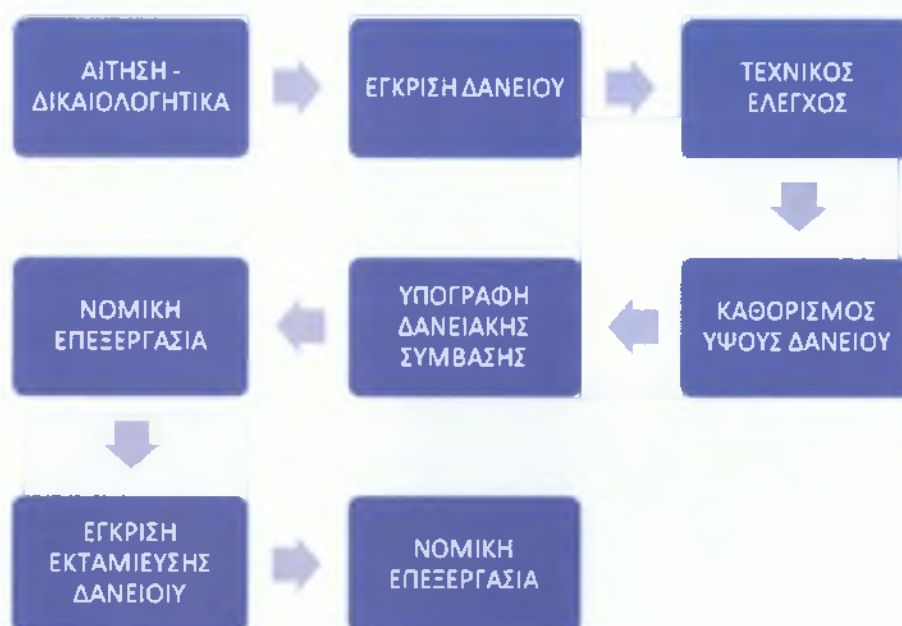 ΑΙΤΗΣΗ -
ΔΙΚΑΙΟΛΟΓΗΤΙΚΑ
ΕΓΚΡΙΣΗ ΔΑΝΕΙΟΥ
ΤΕΧΝΙΚΟΣ
ΕΛΕΓΧΟΣ
ΚΑΘΟΡΙΣΜΟΣ
ΥΨΟΥΣ ΔΑΝΕΙΟΥ
ΥΠΟΓΡΑΦΗ
ΔΑΝΕΙΑΚΗΣ
ΣΥΜΒΑΣΗΣ
ΝΟΜΙΚΗ
ΕΠΕΞΕΡΓΑΣΙΑ
ΕΓΚΡΙΣΗ
ΕΚΤΑΜΙΕΥΣΗΣ
ΔΑΝΕΙΟΙΥ
ΝΟΜΙΚΗ
ΕΠΕΞΕΡΓΑΣΙΑ